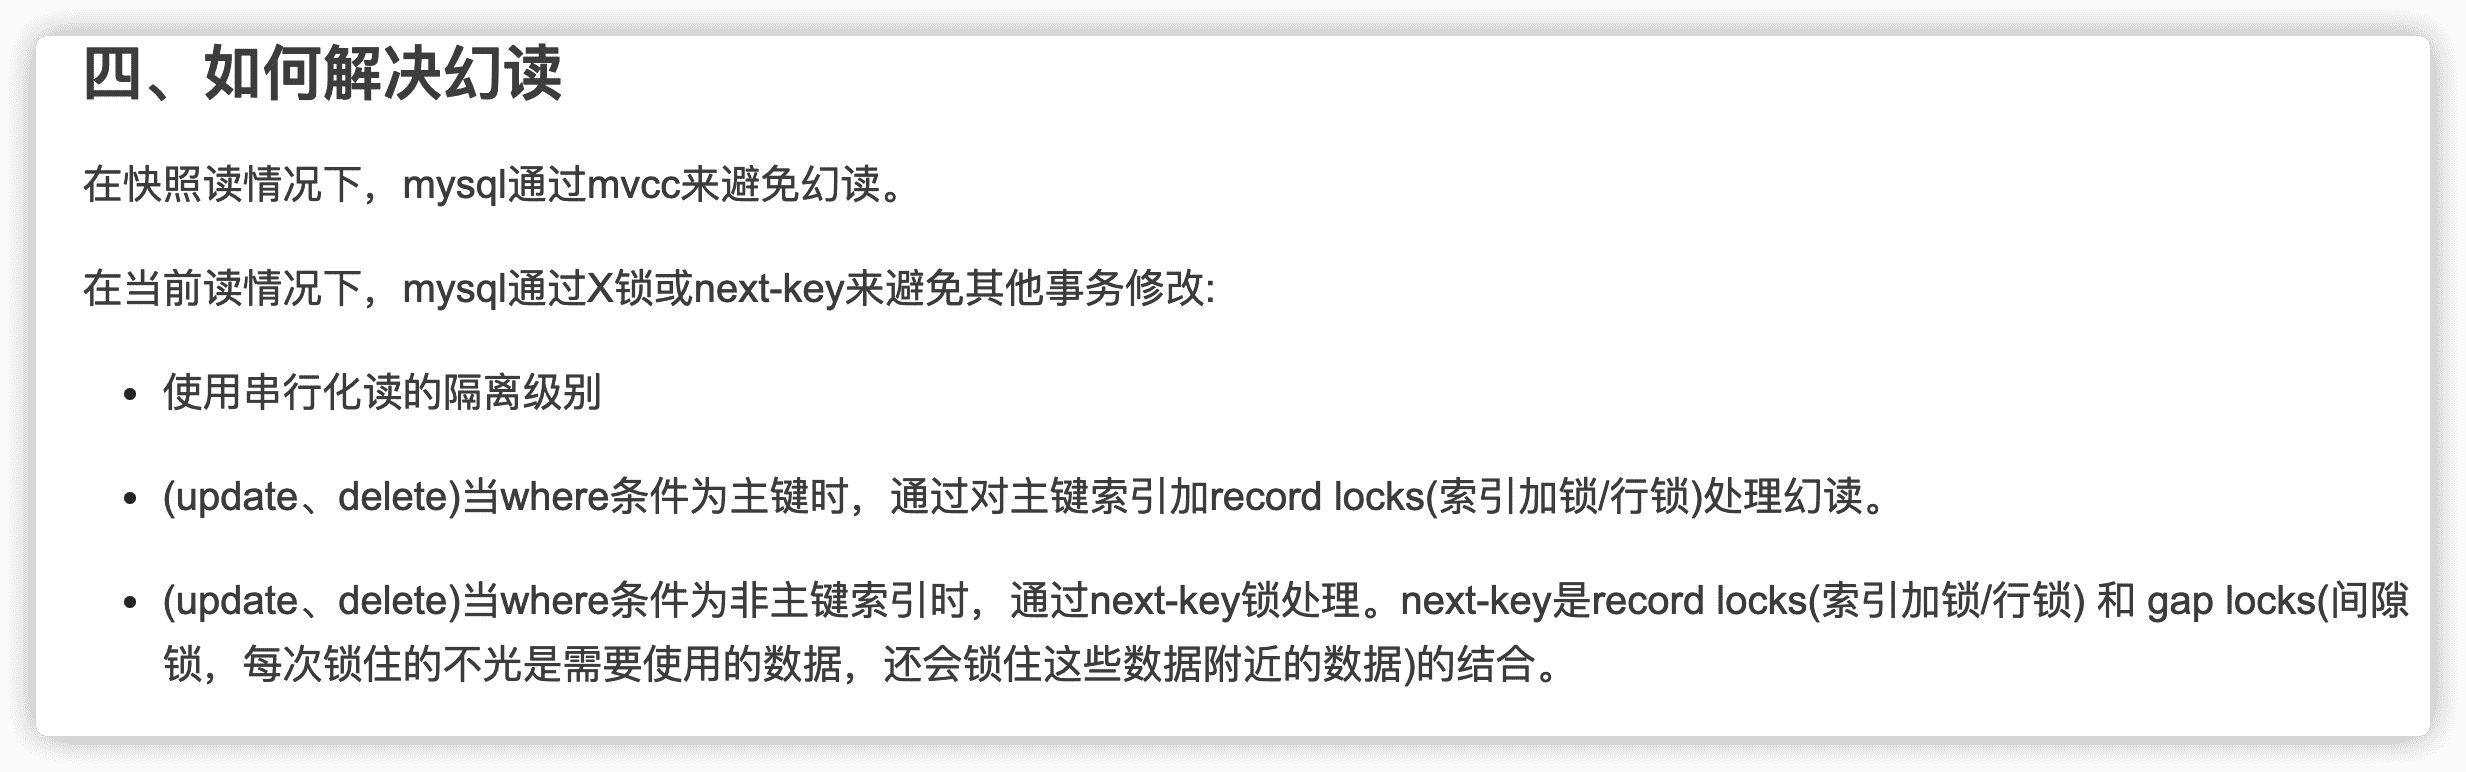 四、如何解决幻读
在快照读情况下，mysql通过mvcc来避免幻读。
在当前读情况下，mysql通过X锁或next-key来避免其他事务修改:
• 使用串行化读的隔离级别
• (update、delete)当where条件为主键时，通过对主键索引加record locks(索引加锁/行锁)处理幻读。
• (update、delete)当where条件为非主键索引时，通过next-key锁处理。next-key是record locks(索引加锁/行锁) 和 gap locks(间隙
锁，每次锁住的不光是需要使用的数据，还会锁住这些数据附近的数据)的结合。